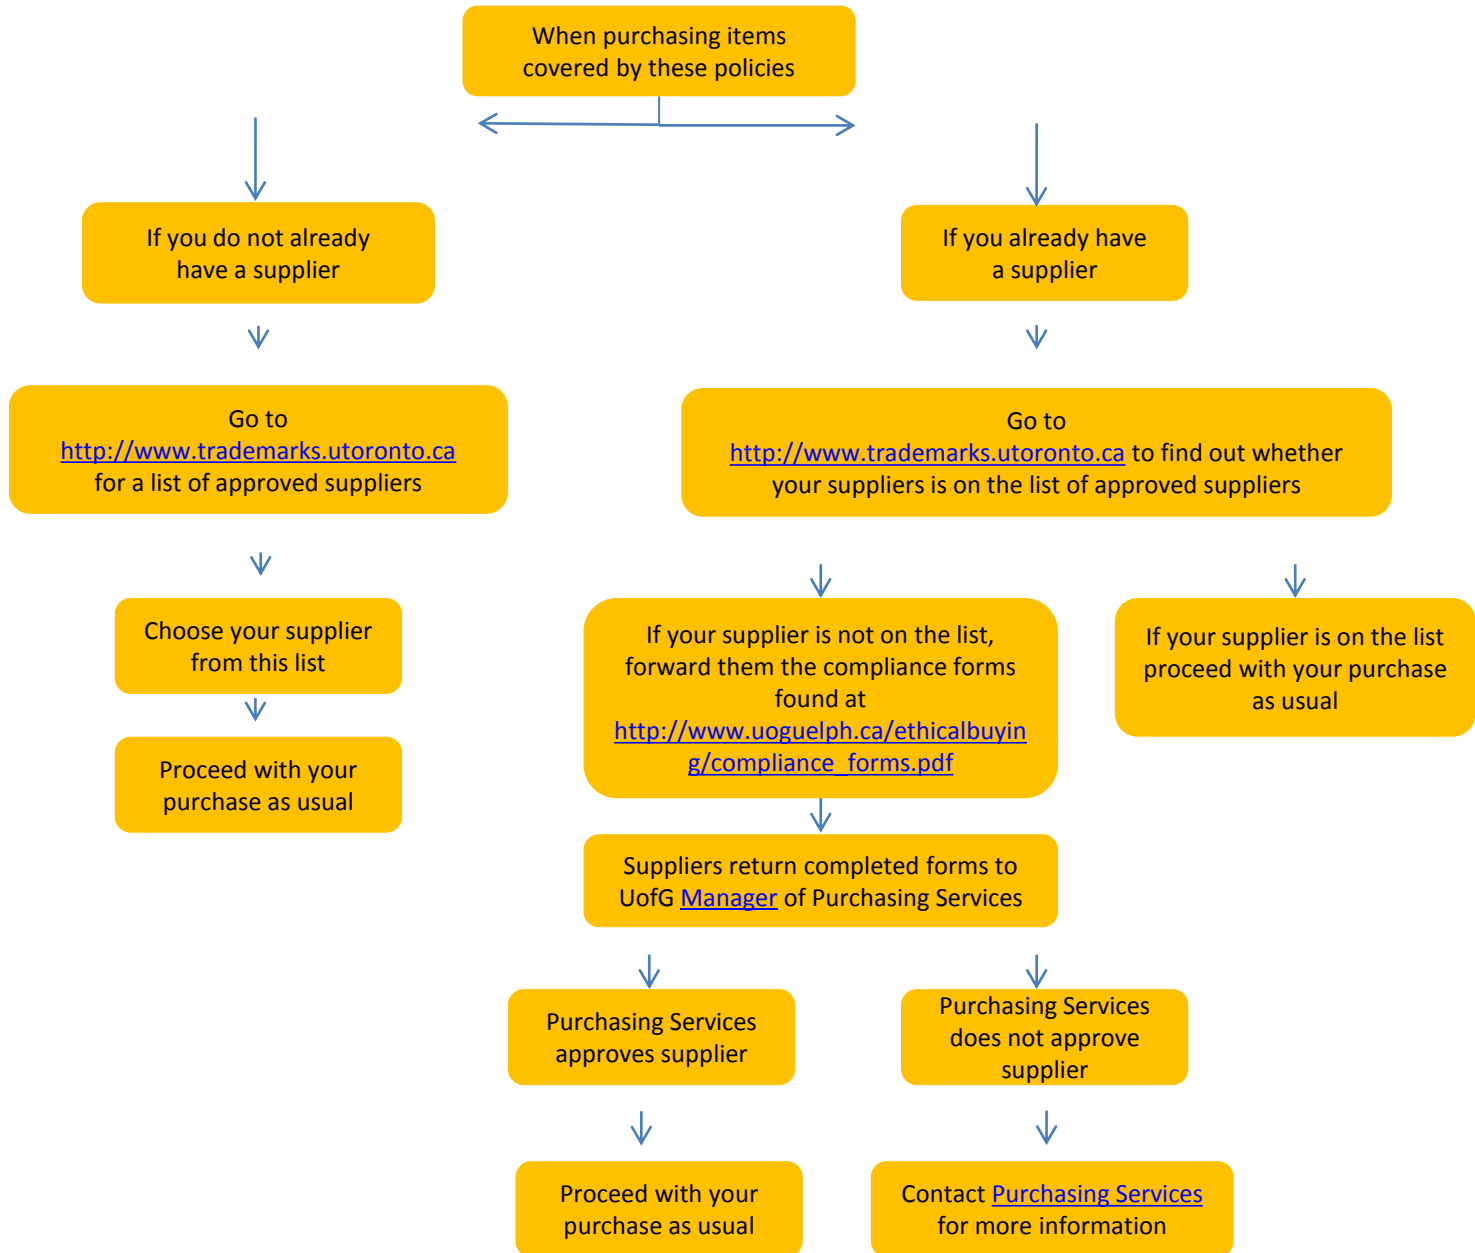 When purchasing items
covered by these policies
If you do not already
have a supplier
If you already have
a supplier
Go to
http://www.trademarks.utoronto.ca
for a list of approved suppliers
Go to
http://www.trademarks.utoronto.ca to find out whether
your suppliers is on the list of approved suppliers
Choose your supplier
from this list
If your supplier is not on the list,
forward them the compliance forms
found at
http://www.uoguelph.ca/ethicalbuyin
g/compliance_forms.pdf
If your supplier is on the list
proceed with your purchase
as usual
Proceed with your
purchase as usual
Suppliers return completed forms to
UofG Manager of Purchasing Services
Purchasing Services
approves supplier
Purchasing Services
does not approve
supplier
Proceed with your
purchase as usual
Contact Purchasing Services
for more information